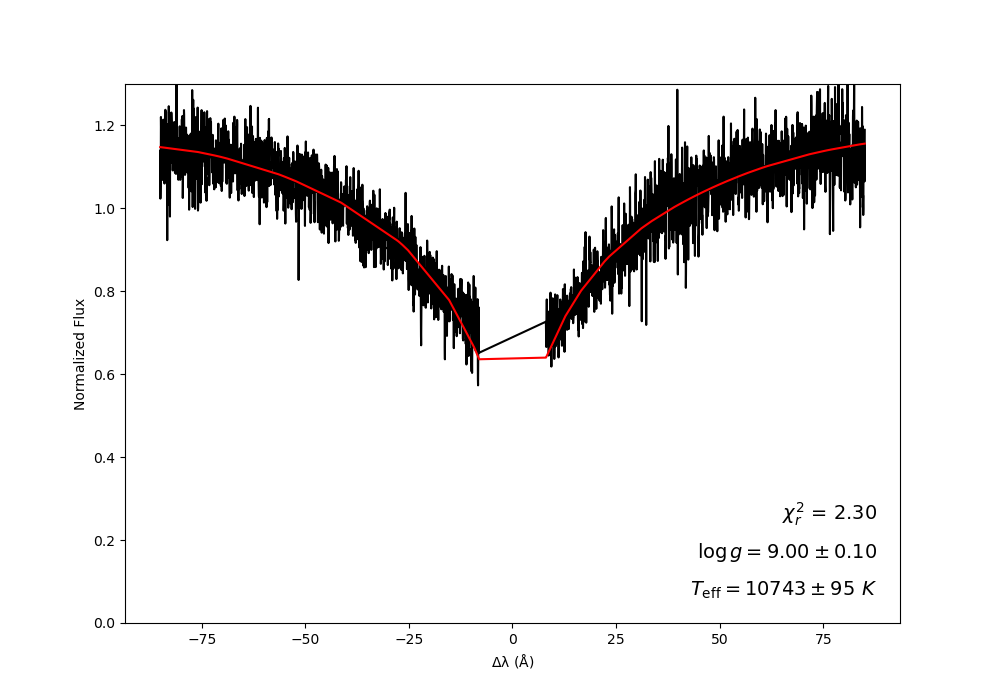 1.2
1.0
0.8
0.6
0.4
0.2
0.0
Normalized Flux
χ²ᵣ = 2.30
log g = 9.00 ± 0.10
T_eff = 10743 ± 95 K
−75 −50 −25 0 25 50 75
Δλ (Å)